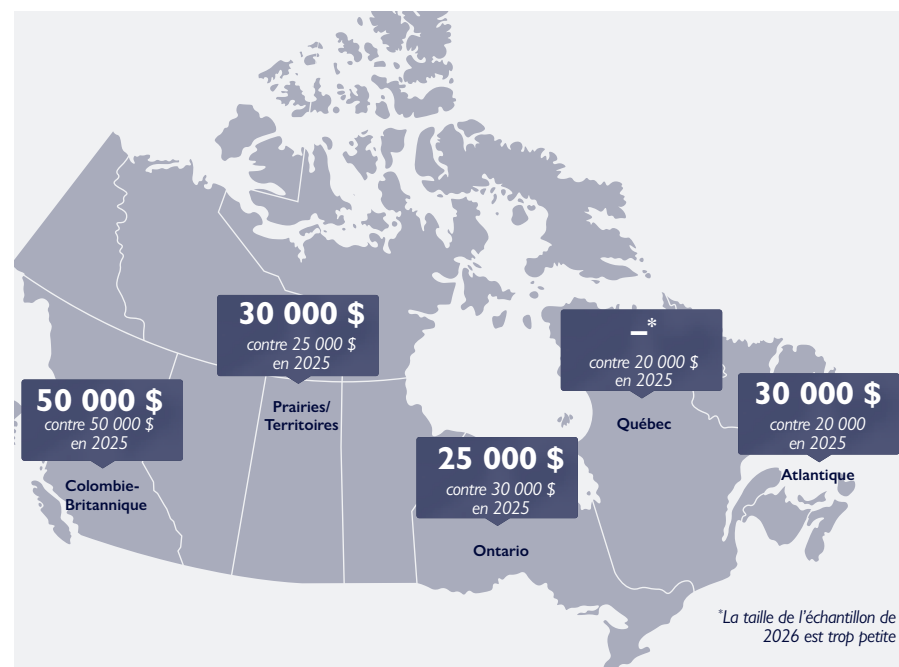 30 000 $
contre 25 000 $
en 2025
Prairies/
Territoires
–*
contre 20 000 $
en 2025
Québec
50 000 $
contre 50 000 $
en 2025
Colombie-
Britannique
30 000 $
contre 20 000
en 2025
Atlantique
25 000 $
contre 30 000 $
en 2025
Ontario
*La taille de l’échantillon de
2026 est trop petite